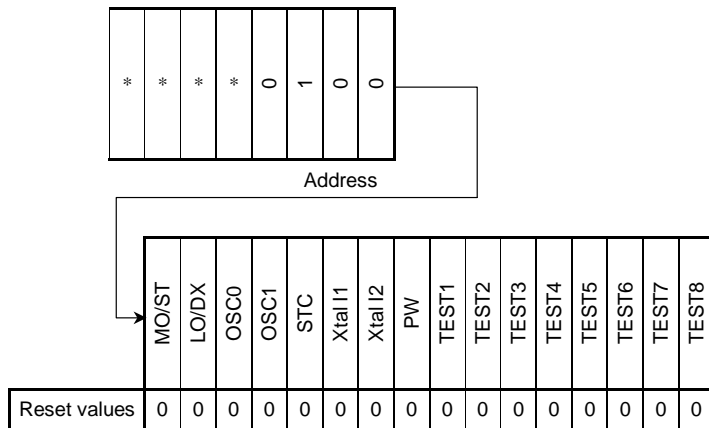 * * * * 0 1 0 0
Address
MO/ST LO/DX OSC0 OSC1 STC Xtal I1 Xtal I2 PW TEST1 TEST2 TEST3 TEST4 TEST5 TEST6 TEST7 TEST8
Reset values 0 0 0 0 0 0 0 0 0 0 0 0 0 0 0 0